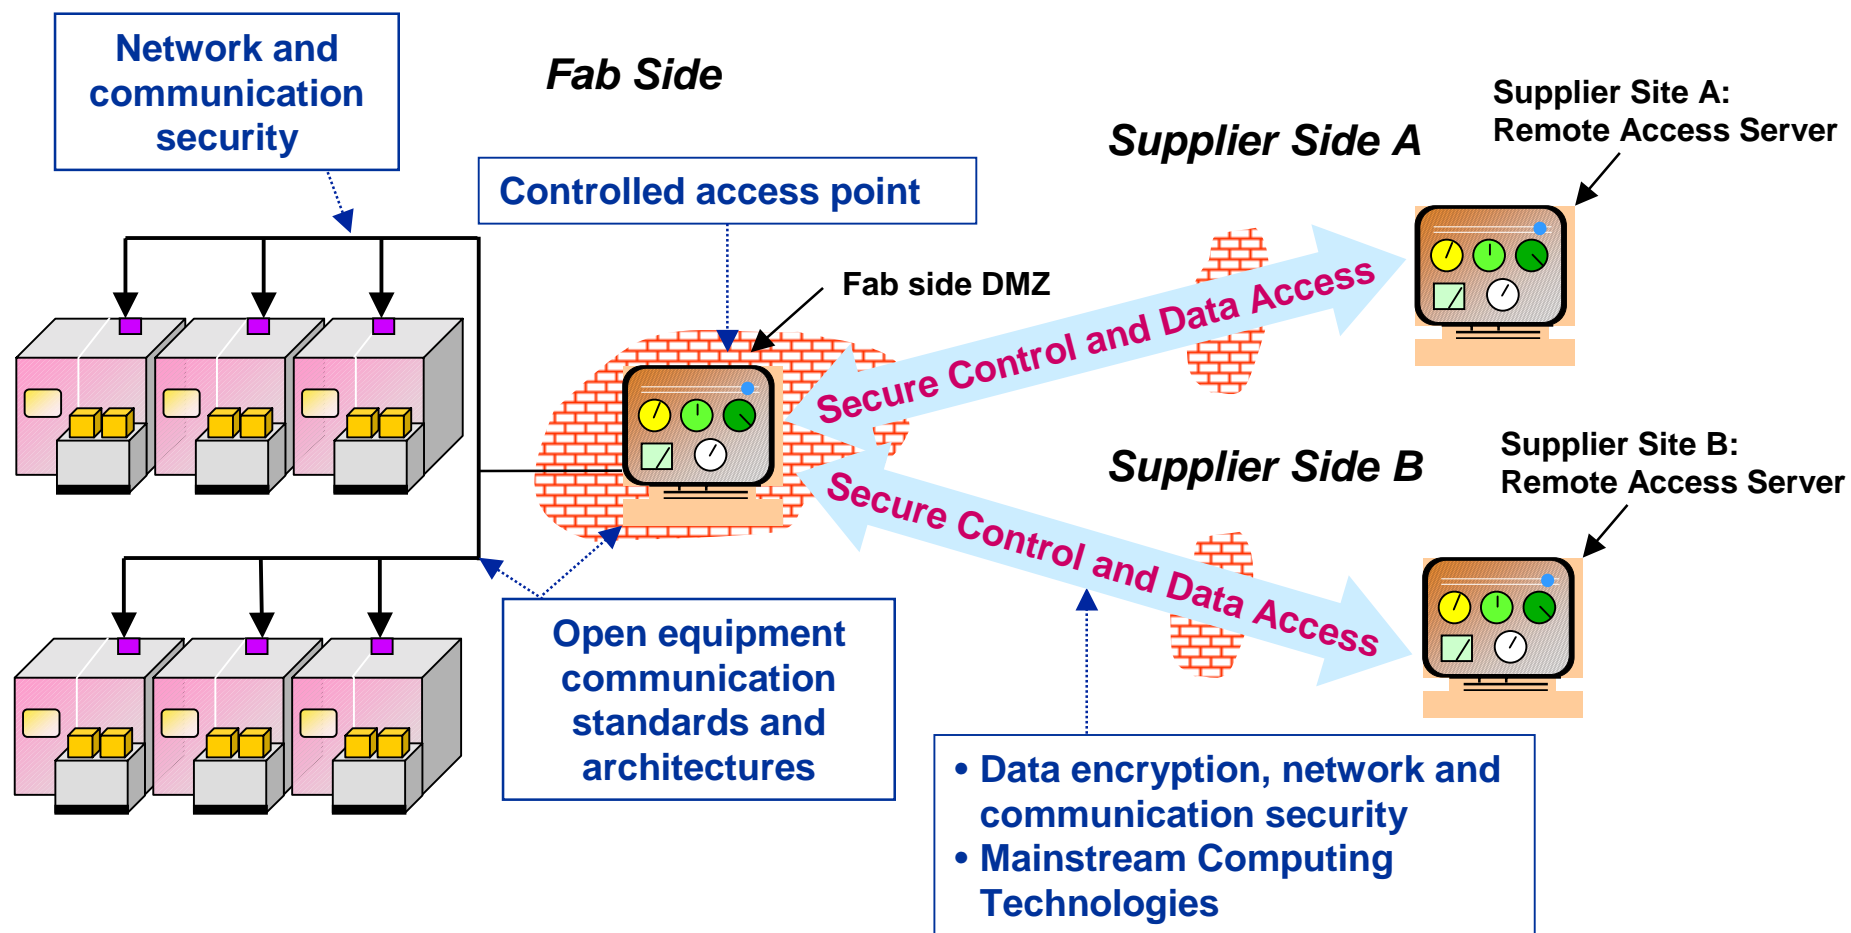 Network and
communication
security
Fab Side
Controlled access point
Fab side DMZ
Supplier Side A
Supplier Site A:
Remote Access Server
Secure Control and Data Access
Supplier Side B
Supplier Site B:
Remote Access Server
Secure Control and Data Access
Open equipment
communication
standards and
architectures
• Data encryption, network and
communication security
• Mainstream Computing
Technologies